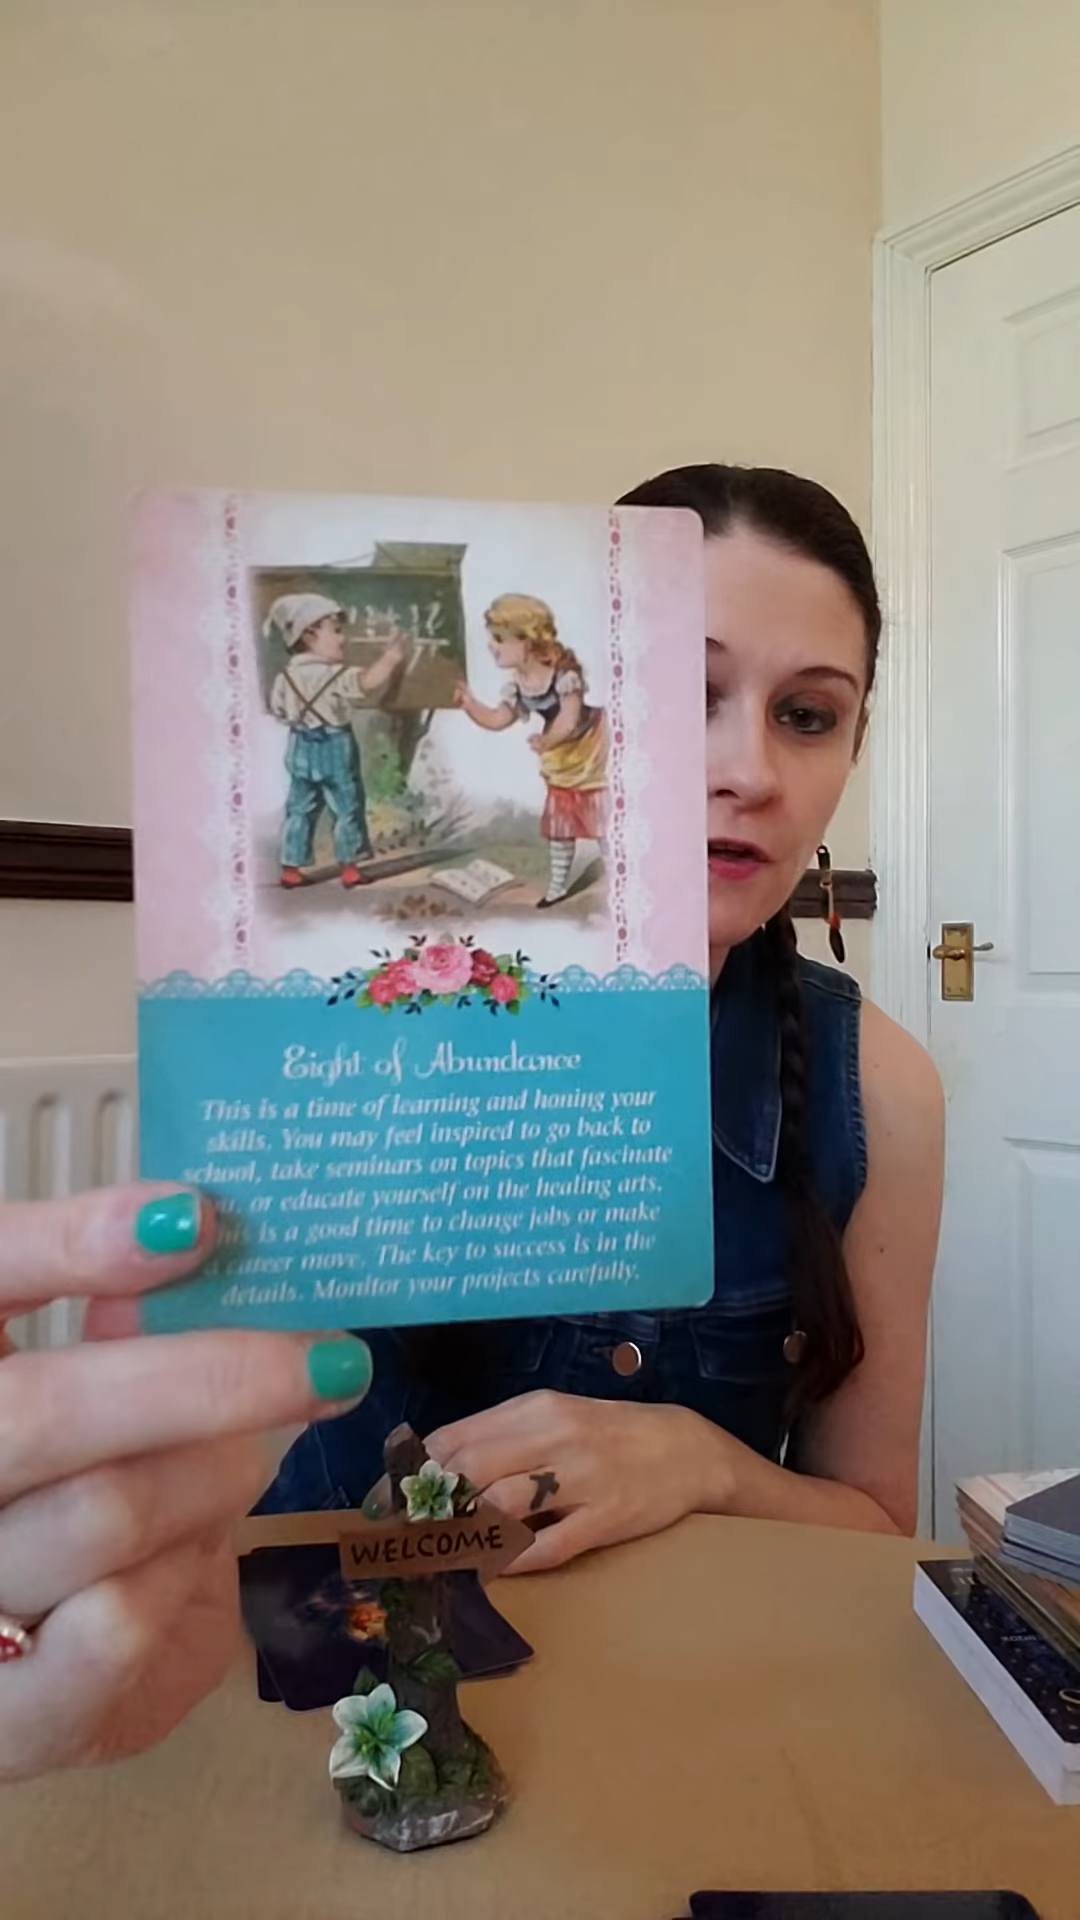 Eight of Abundance
This is a time of learning and honing your
skills. You may feel inspired to go back to
school, take seminars on topics that fascinate
or educate yourself on the healing arts.
is a good time to change jobs or make
a career move. The key to success is in the
details. Monitor your projects carefully.
WELCOME